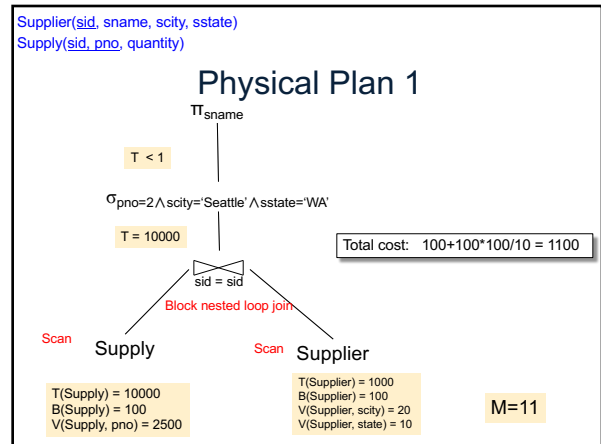 Supplier(sid, sname, scity, sstate)
Supply(sid, pno, quantity)
Physical Plan 1
πsname
T < 1
σpno=2∧scity=‘Seattle’∧sstate=‘WA’
T = 10000
Total cost: 100+100*100/10 = 1100
sid = sid
Block nested loop join
Scan
Supply
Scan
Supplier
T(Supply) = 10000
B(Supply) = 100
V(Supply, pno) = 2500
T(Supplier) = 1000
B(Supplier) = 100
V(Supplier, scity) = 20
V(Supplier, state) = 10
M=11